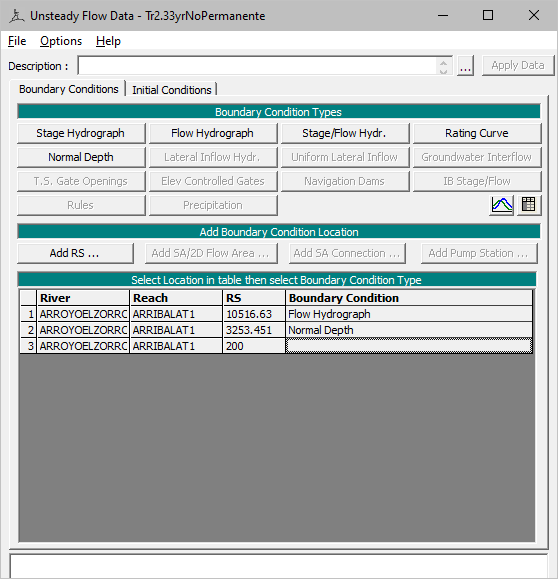 Unsteady Flow Data - Tr2.33yrNoPermanente
File Options Help
Description : ... Apply Data
Boundary Conditions Initial Conditions
Boundary Condition Types
Stage Hydrograph Flow Hydrograph Stage/Flow Hydr. Rating Curve
Normal Depth Lateral Inflow Hydr. Uniform Lateral Inflow Groundwater Interflow
T.S. Gate Openings Elev Controlled Gates Navigation Dams IB Stage/Flow
Rules Precipitation
Add Boundary Condition Location
Add RS ... Add SA/2D Flow Area ... Add SA Connection ... Add Pump Station ...
Select Location in table then select Boundary Condition Type
River Reach RS Boundary Condition
1 ARROYOELZORRC ARRIBALAT1 10516.63 Flow Hydrograph
2 ARROYOELZORRC ARRIBALAT1 3253.451 Normal Depth
3 ARROYOELZORRC ARRIBALAT1 200